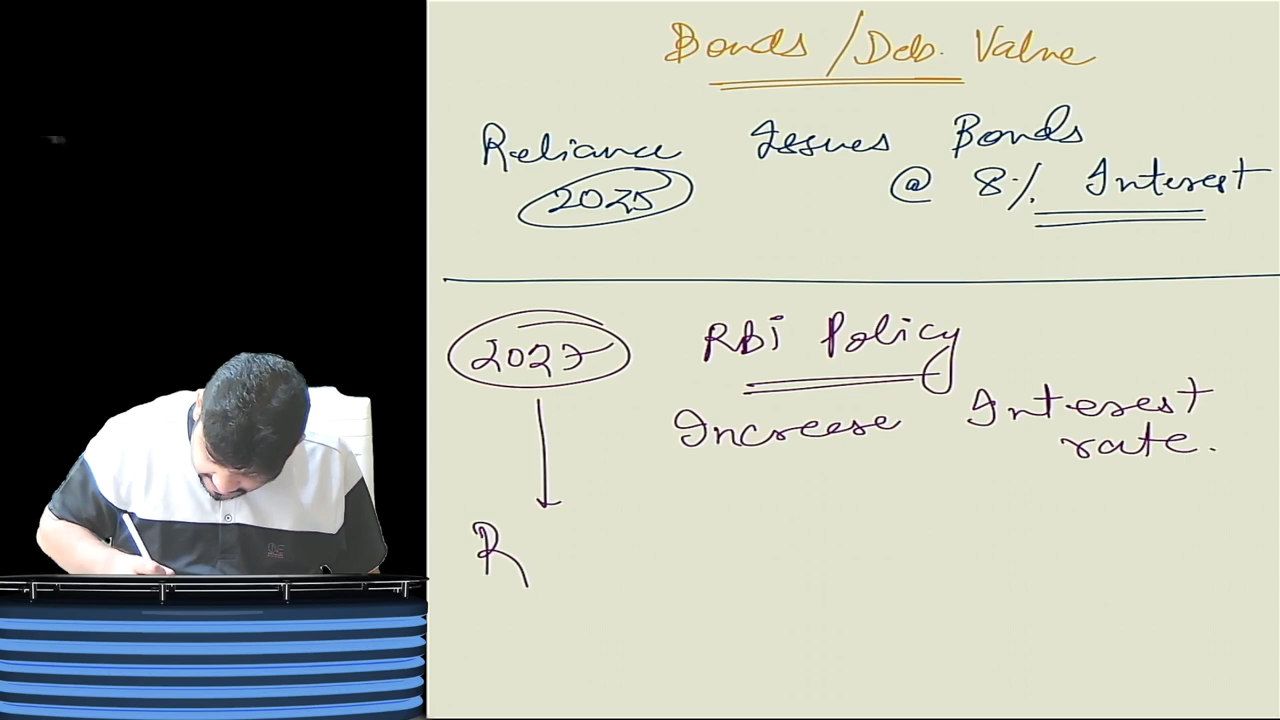 Bonds / Deb. Value
Reliance Issues Bonds
2025 @ 8% Interest
2027 RBI Policy
Increase Interest
rate.
R